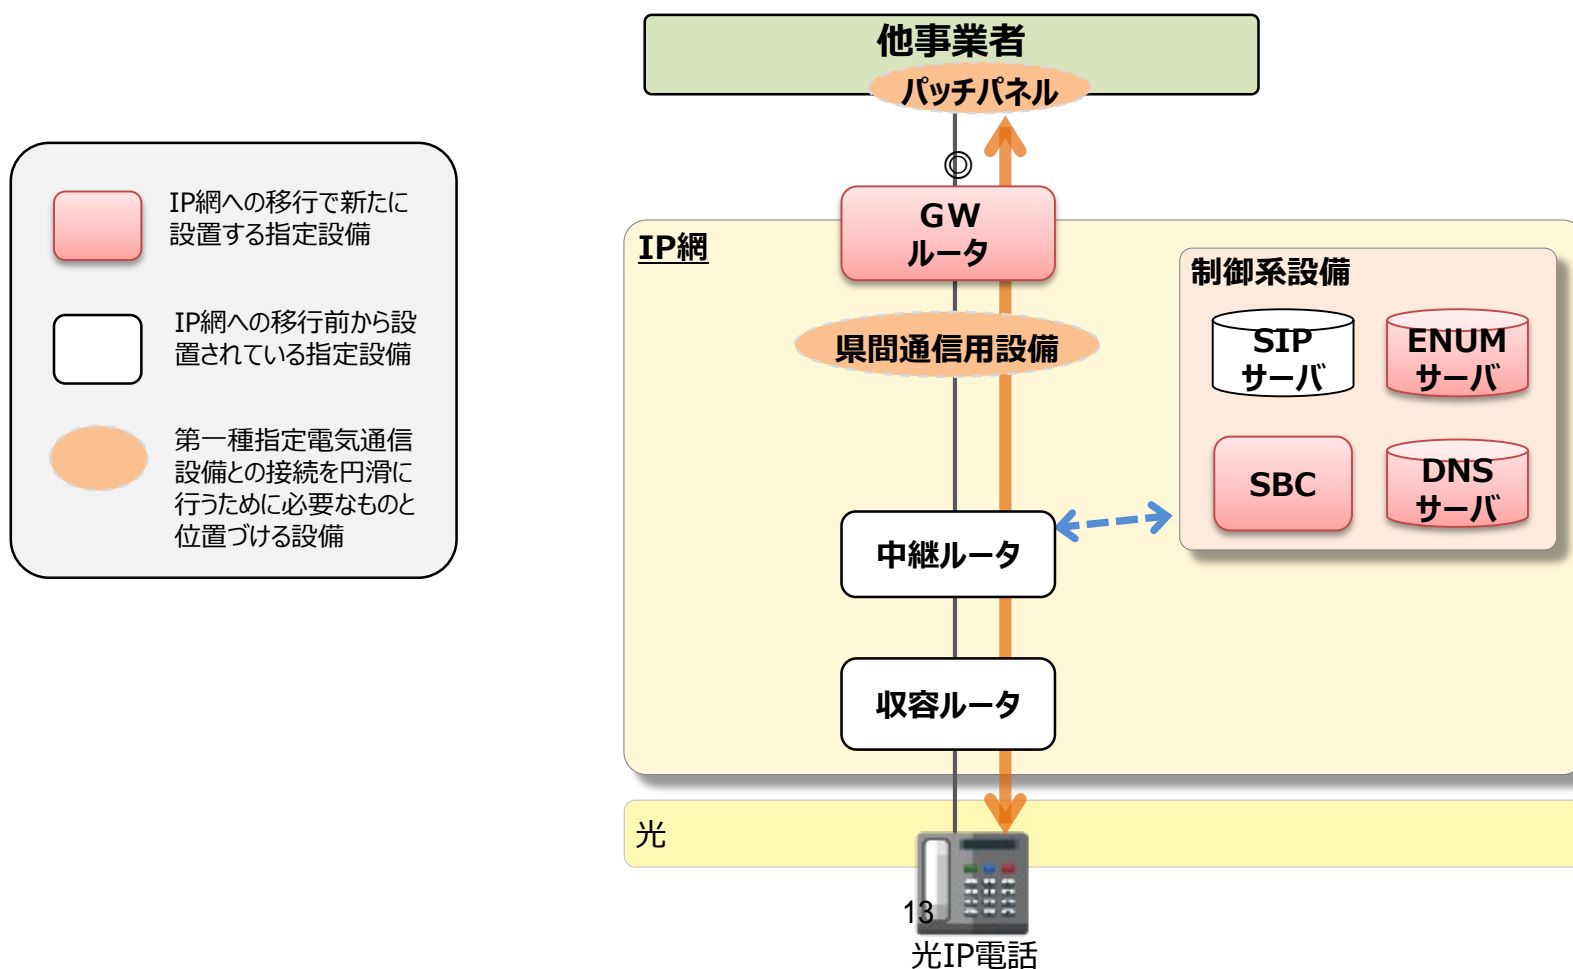 他事業者
パッチパネル
IP網への移行で新たに
設置する指定設備
IP網への移行前から設
置されている指定設備
第一種指定電気通信
設備との接続を円滑に
行うために必要なものと
位置づける設備
◎
GW
ルータ
IP網
県間通信用設備
制御系設備
SIP
サーバ
ENUM
サーバ
SBC
DNS
サーバ
中継ルータ
収容ルータ
光
13
光IP電話